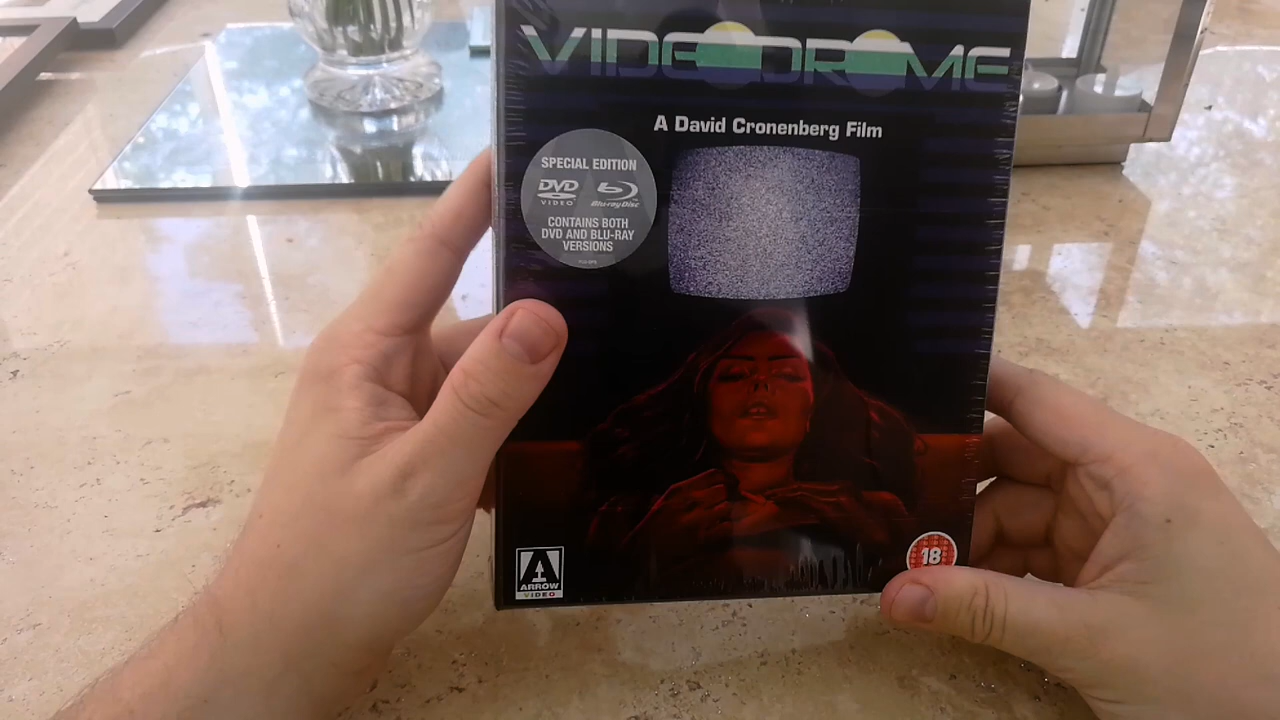 VIDEODROME
A David Cronenberg Film
SPECIAL EDITION
DVD
VIDEO
Blu-ray Disc
CONTAINS BOTH
DVD AND BLU-RAY
VERSIONS
A
ARROW
VIDEO
18